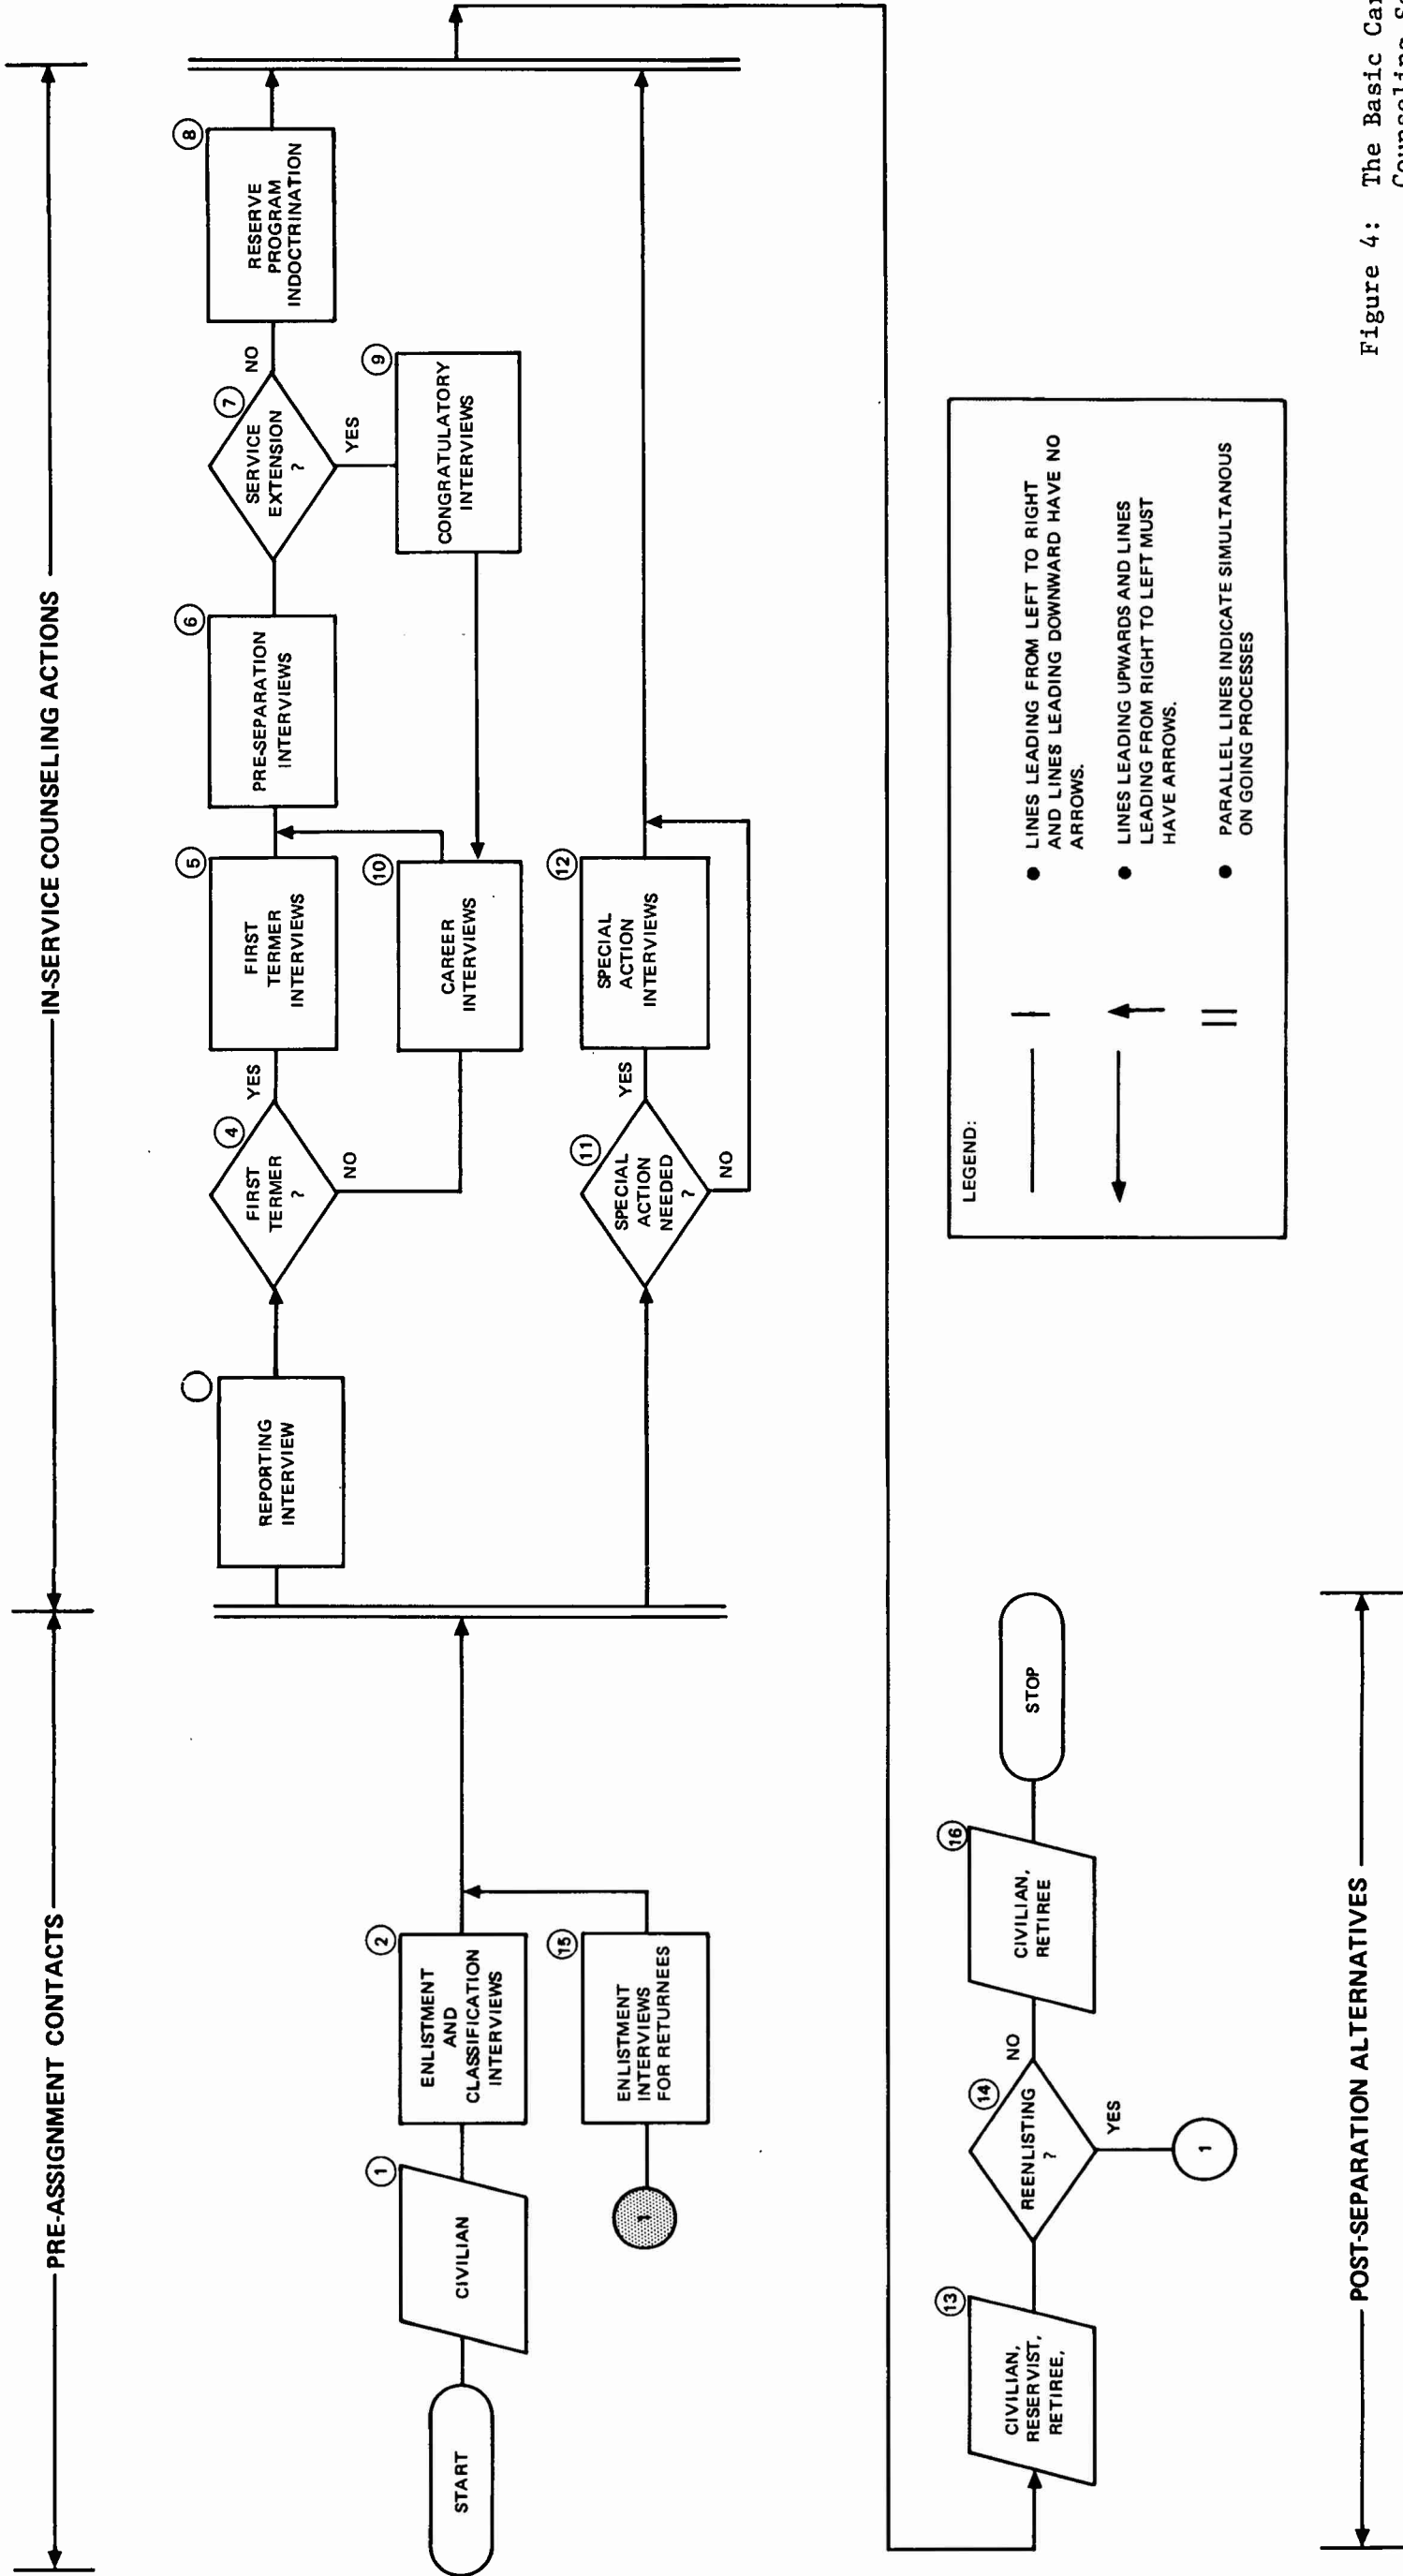 PRE-ASSIGNMENT CONTACTS
IN-SERVICE COUNSELING ACTIONS
START
1
CIVILIAN
2
ENLISTMENT
AND
CLASSIFICATION
INTERVIEWS
1
15
ENLISTMENT
INTERVIEWS
FOR RETURNEES
REPORTING
INTERVIEW
4
FIRST
TERMER
?
YES
NO
5
FIRST
TERMER
INTERVIEWS
6
PRE-SEPARATION
INTERVIEWS
7
SERVICE
EXTENSION
?
NO
YES
8
RESERVE
PROGRAM
INDOCTRINATION
9
CONGRATULATORY
INTERVIEWS
10
CAREER
INTERVIEWS
11
SPECIAL
ACTION
NEEDED
?
YES
NO
12
SPECIAL
ACTION
INTERVIEWS
13
CIVILIAN,
RESERVIST,
RETIREE,
14
REENLISTING
?
NO
YES
1
16
CIVILIAN,
RETIREE
STOP
POST-SEPARATION ALTERNATIVES
LEGEND:
● LINES LEADING FROM LEFT TO RIGHT
AND LINES LEADING DOWNWARD HAVE NO
ARROWS.
● LINES LEADING UPWARDS AND LINES
LEADING FROM RIGHT TO LEFT MUST
HAVE ARROWS.
● PARALLEL LINES INDICATE SIMULTANOUS
ON GOING PROCESSES
Figure 4: The Basic
Counseling